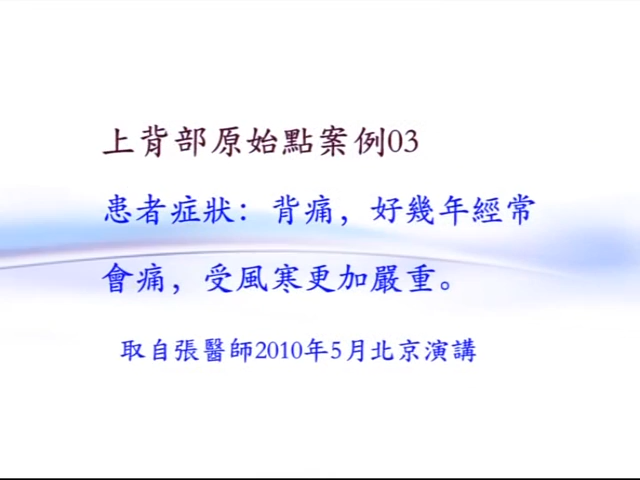 上背部原始點案例03
患者症狀：背痛，好幾年經常
會痛，受風寒更加嚴重。
取自張醫師2010年5月北京演講